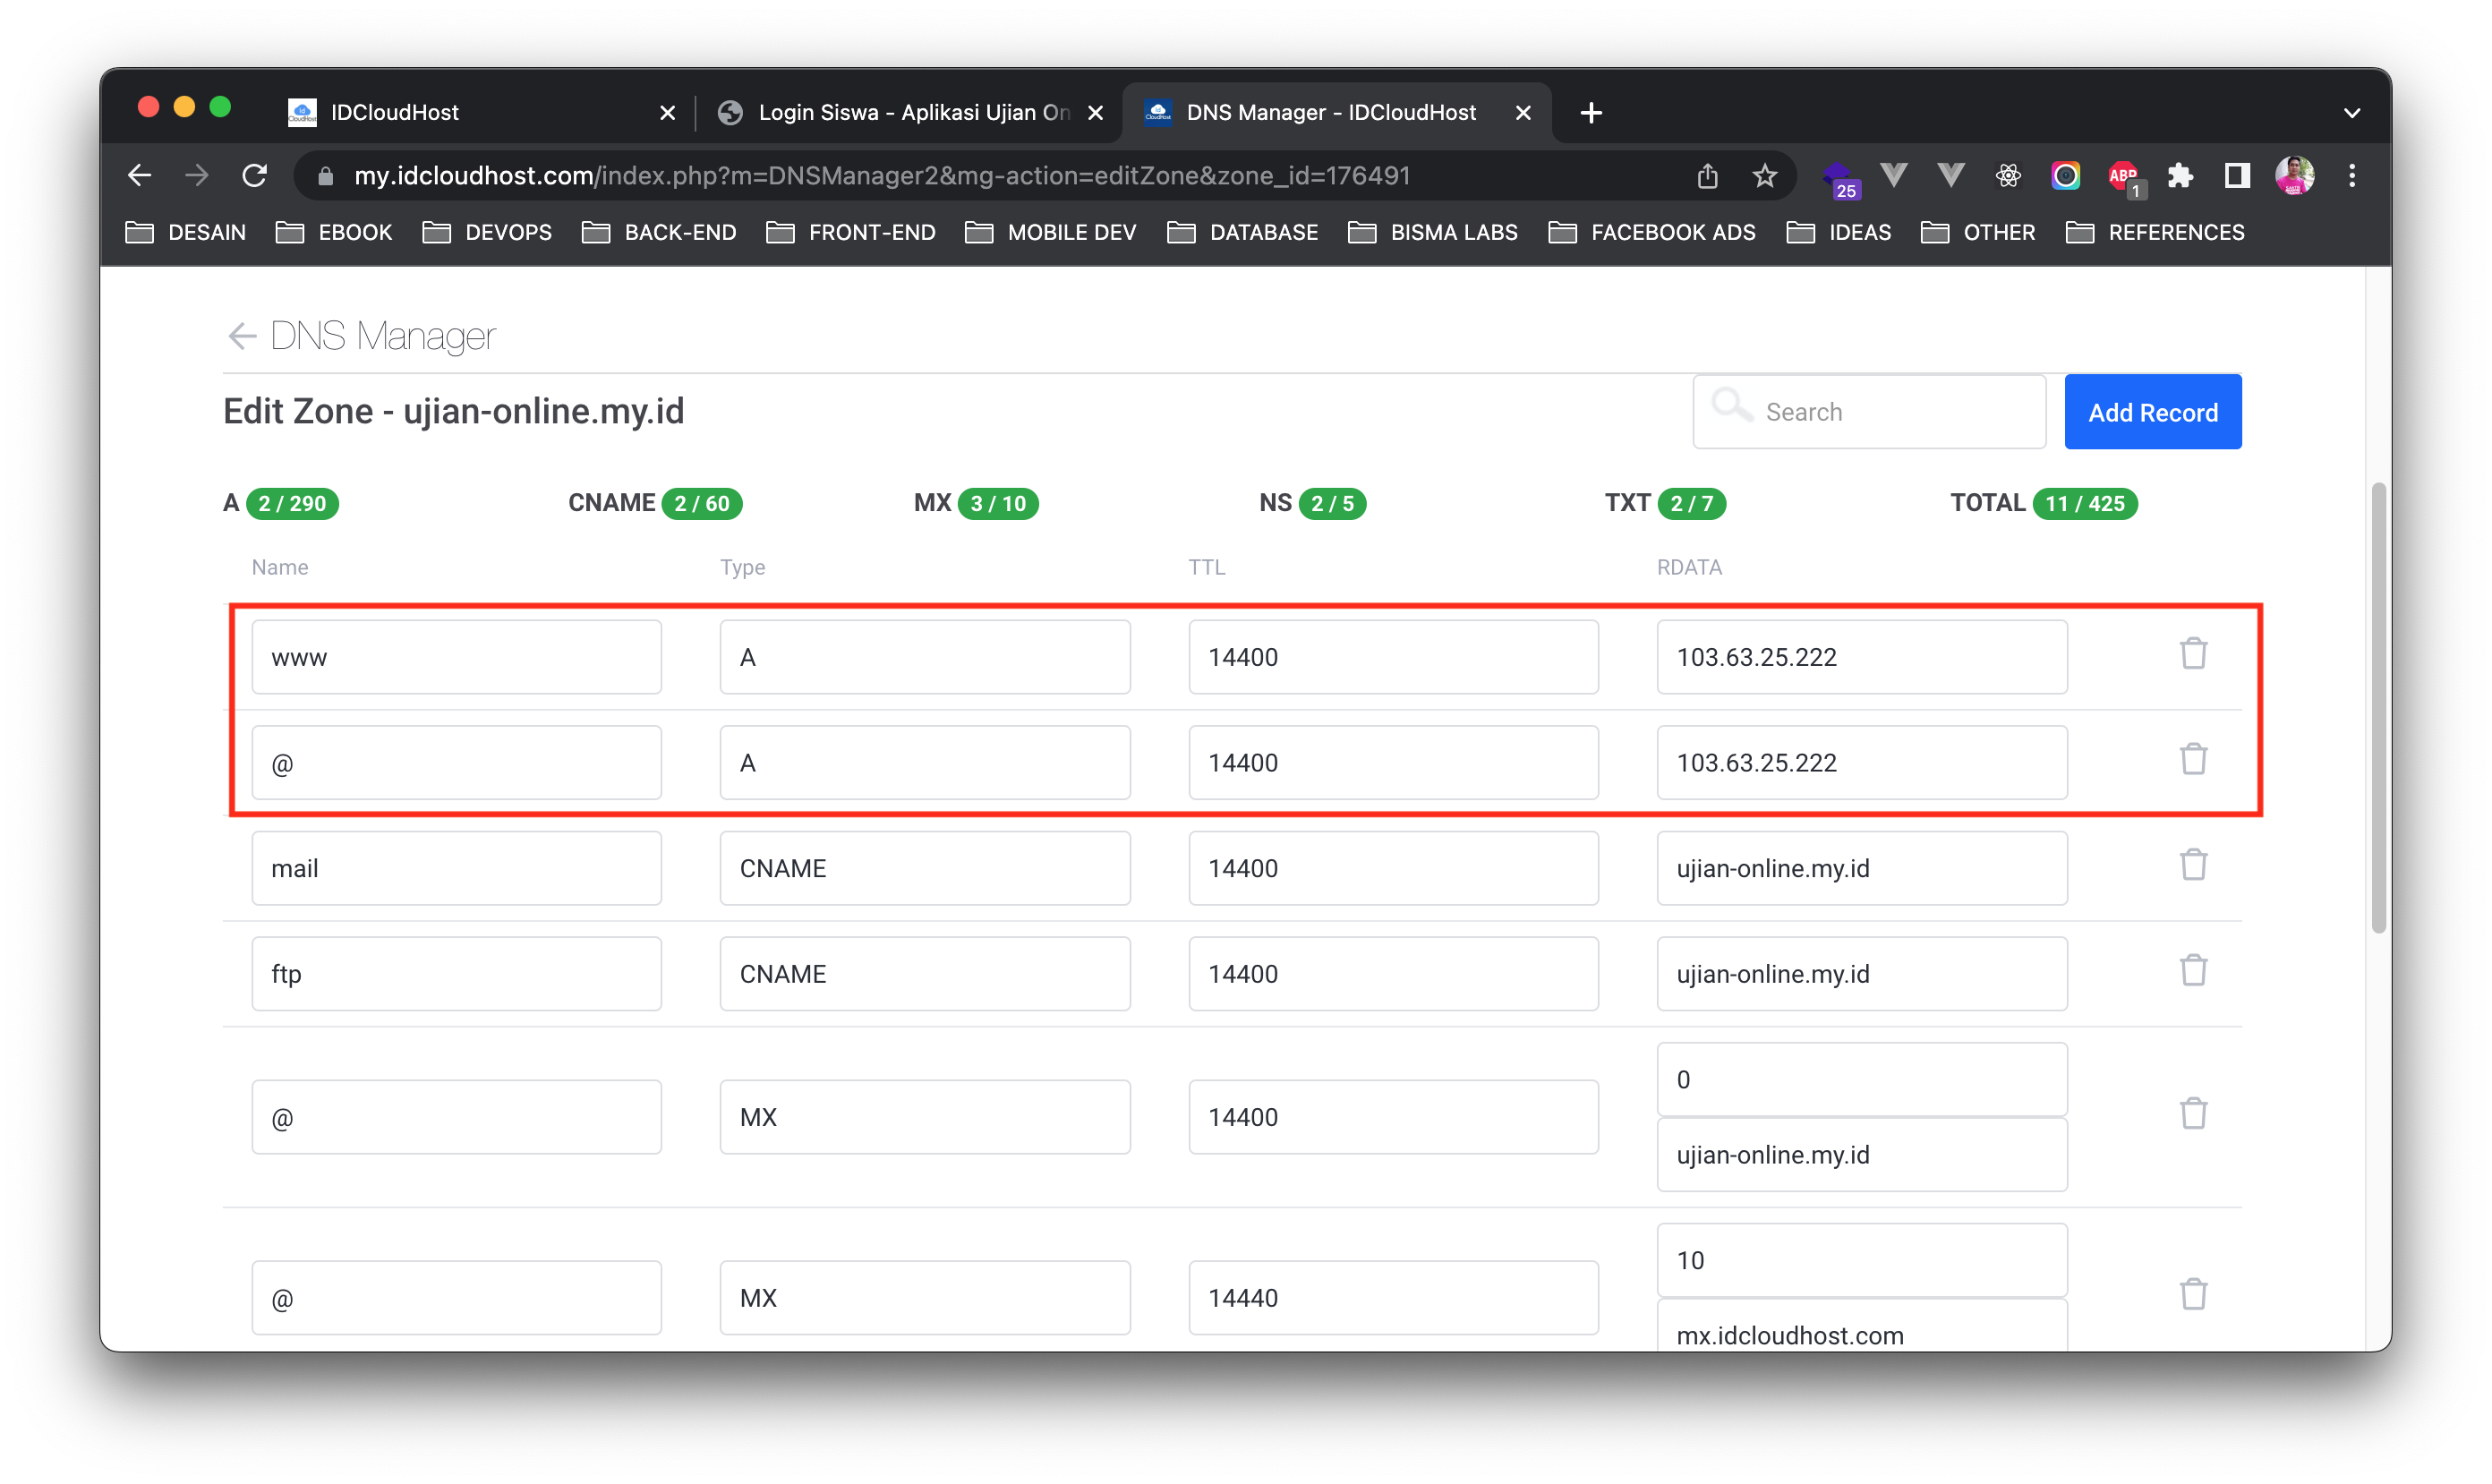 IDCloudHost
Login Siswa - Aplikasi Ujian On
DNS Manager - IDCloudHost
my.idcloudhost.com/index.php?m=DNSManager2&mg-action=editZone&zone_id=176491
25
ABP
1
DESAIN EBOOK DEVOPS BACK-END FRONT-END MOBILE DEV DATABASE BISMA LABS FACEBOOK ADS IDEAS OTHER REFERENCES
DNS Manager
Edit Zone - ujian-online.my.id
Search
Add Record
A 2 / 290 CNAME 2 / 60 MX 3 / 10 NS 2 / 5 TXT 2 / 7 TOTAL 11 / 425
Name Type TTL RDATA
www A 14400 103.63.25.222
@ A 14400 103.63.25.222
mail CNAME 14400 ujian-online.my.id
ftp CNAME 14400 ujian-online.my.id
@ MX 14400 0
ujian-online.my.id
@ MX 14440 10
mx.idcloudhost.com